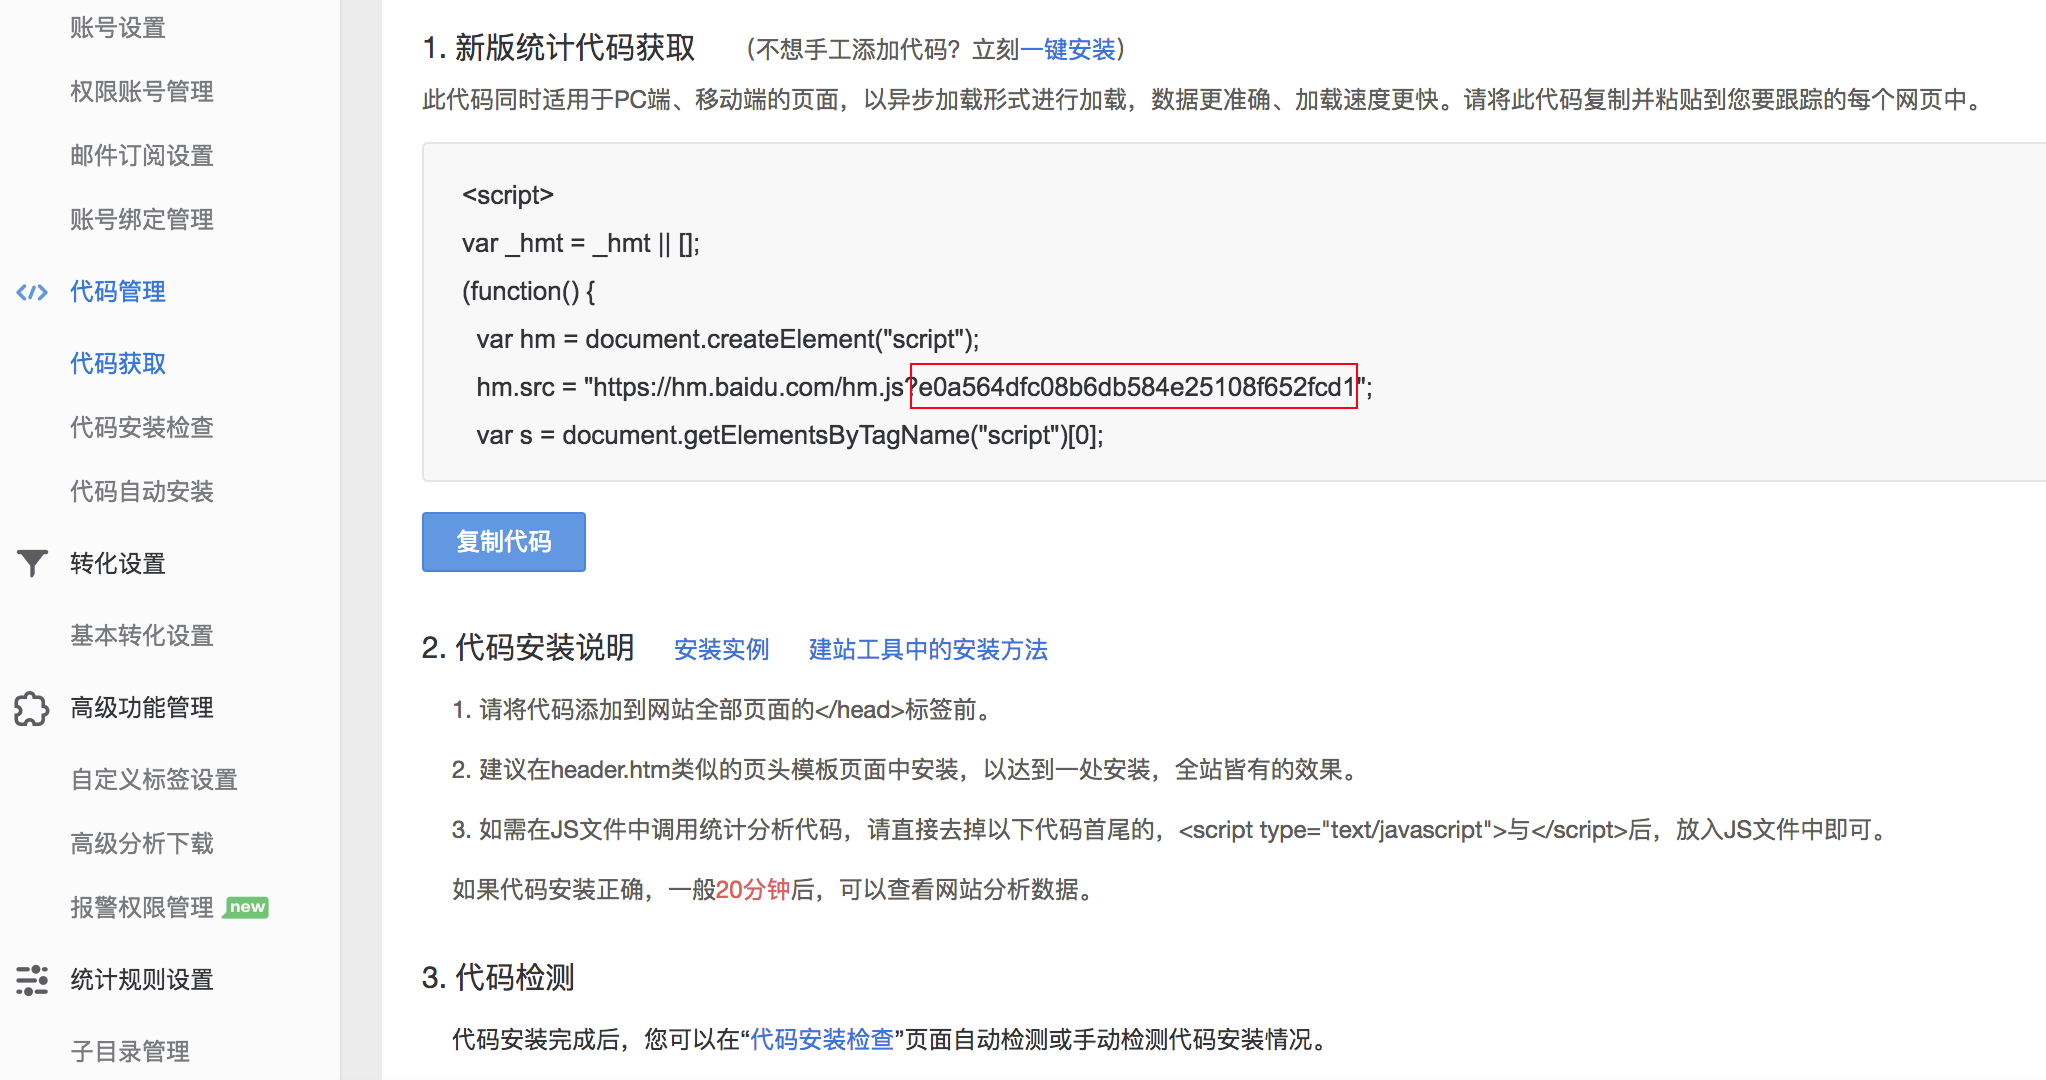 账号设置
权限账号管理
邮件订阅设置
账号绑定管理
代码管理
代码获取
代码安装检查
代码自动安装
转化设置
基本转化设置
高级功能管理
自定义标签设置
高级分析下载
报警权限管理 new
统计规则设置
子目录管理
1. 新版统计代码获取 （不想手工添加代码？立刻一键安装）
此代码同时适用于PC端、移动端的页面，以异步加载形式进行加载，数据更准确、加载速度更快。请将此代码复制并粘贴到您要跟踪的每个网页中。
<script>
var _hmt = _hmt || [];
(function() {
var hm = document.createElement("script");
hm.src = "https://hm.baidu.com/hm.js?e0a564dfc08b6db584e25108f652fcd1";
var s = document.getElementsByTagName("script")[0];
复制代码
2. 代码安装说明 安装实例 建站工具中的安装方法
1. 请将代码添加到网站全部页面的</head>标签前。
2. 建议在header.htm类似的页头模板页面中安装，以达到一处安装，全站皆有的效果。
3. 如需在JS文件中调用统计分析代码，请直接去掉以下代码首尾的，<script type="text/javascript">与</script>后，放入JS文件中即可。
如果代码安装正确，一般20分钟后，可以查看网站分析数据。
3. 代码检测
代码安装完成后，您可以在“代码安装检查”页面自动检测或手动检测代码安装情况。